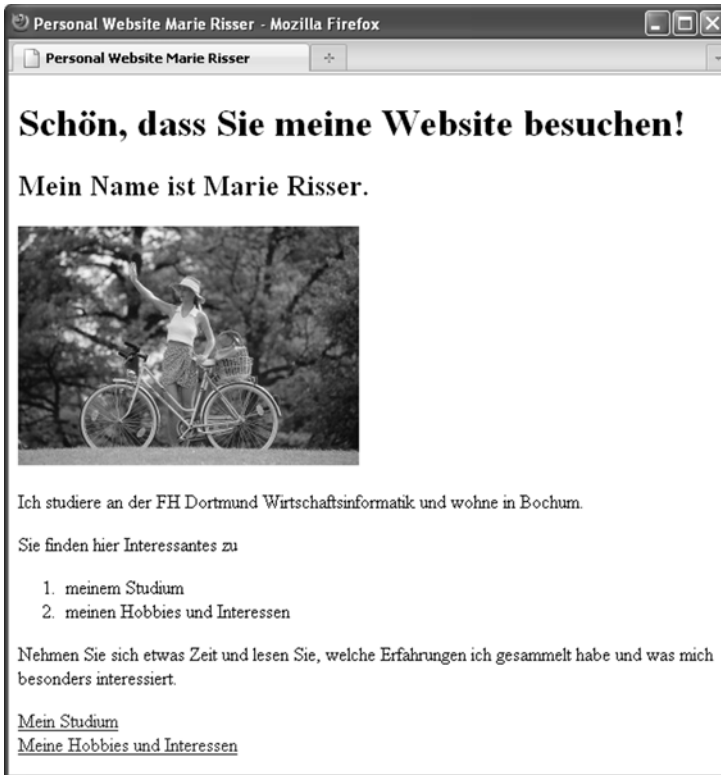 Personal Website Marie Risser - Mozilla Firefox
Personal Website Marie Risser
Schön, dass Sie meine Website besuchen!
Mein Name ist Marie Risser.
Ich studiere an der FH Dortmund Wirtschaftsinformatik und wohne in Bochum.
Sie finden hier Interessantes zu
1. meinem Studium
2. meinen Hobbies und Interessen
Nehmen Sie sich etwas Zeit und lesen Sie, welche Erfahrungen ich gesammelt habe und was mich
besonders interessiert.
Mein Studium
Meine Hobbies und Interessen